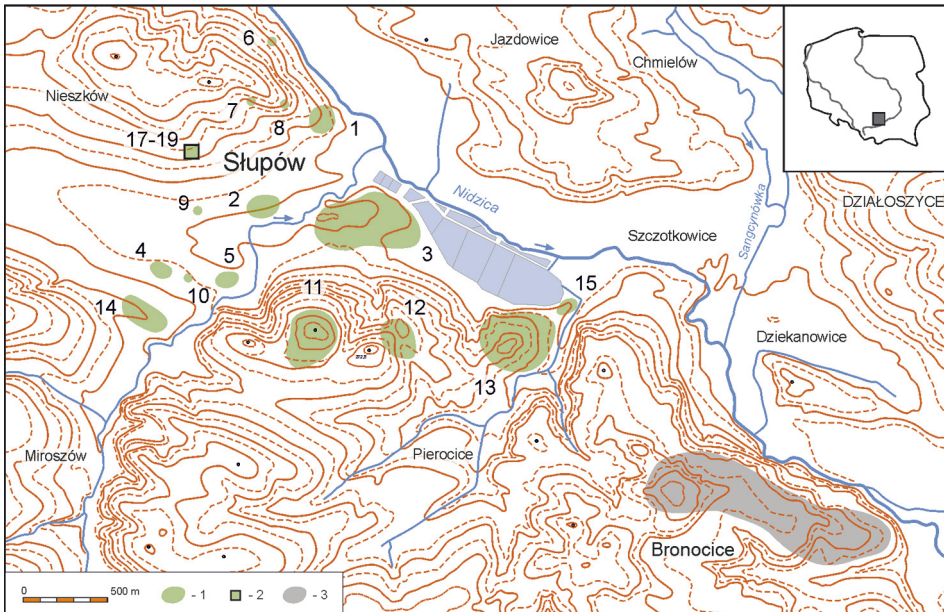 6
Jazdowice
Chmielów
Nieszków
7
8
1
17-19
Słupów
Nidzica
Sangcynówka
9
2
DZIAŁOSZYCE
Szczotkowice
3
4
5
10
15
14
11
12
Dziekanowice
13
Miroszów
Pierocice
Bronocice
0 500 m
- 1
- 2
- 3